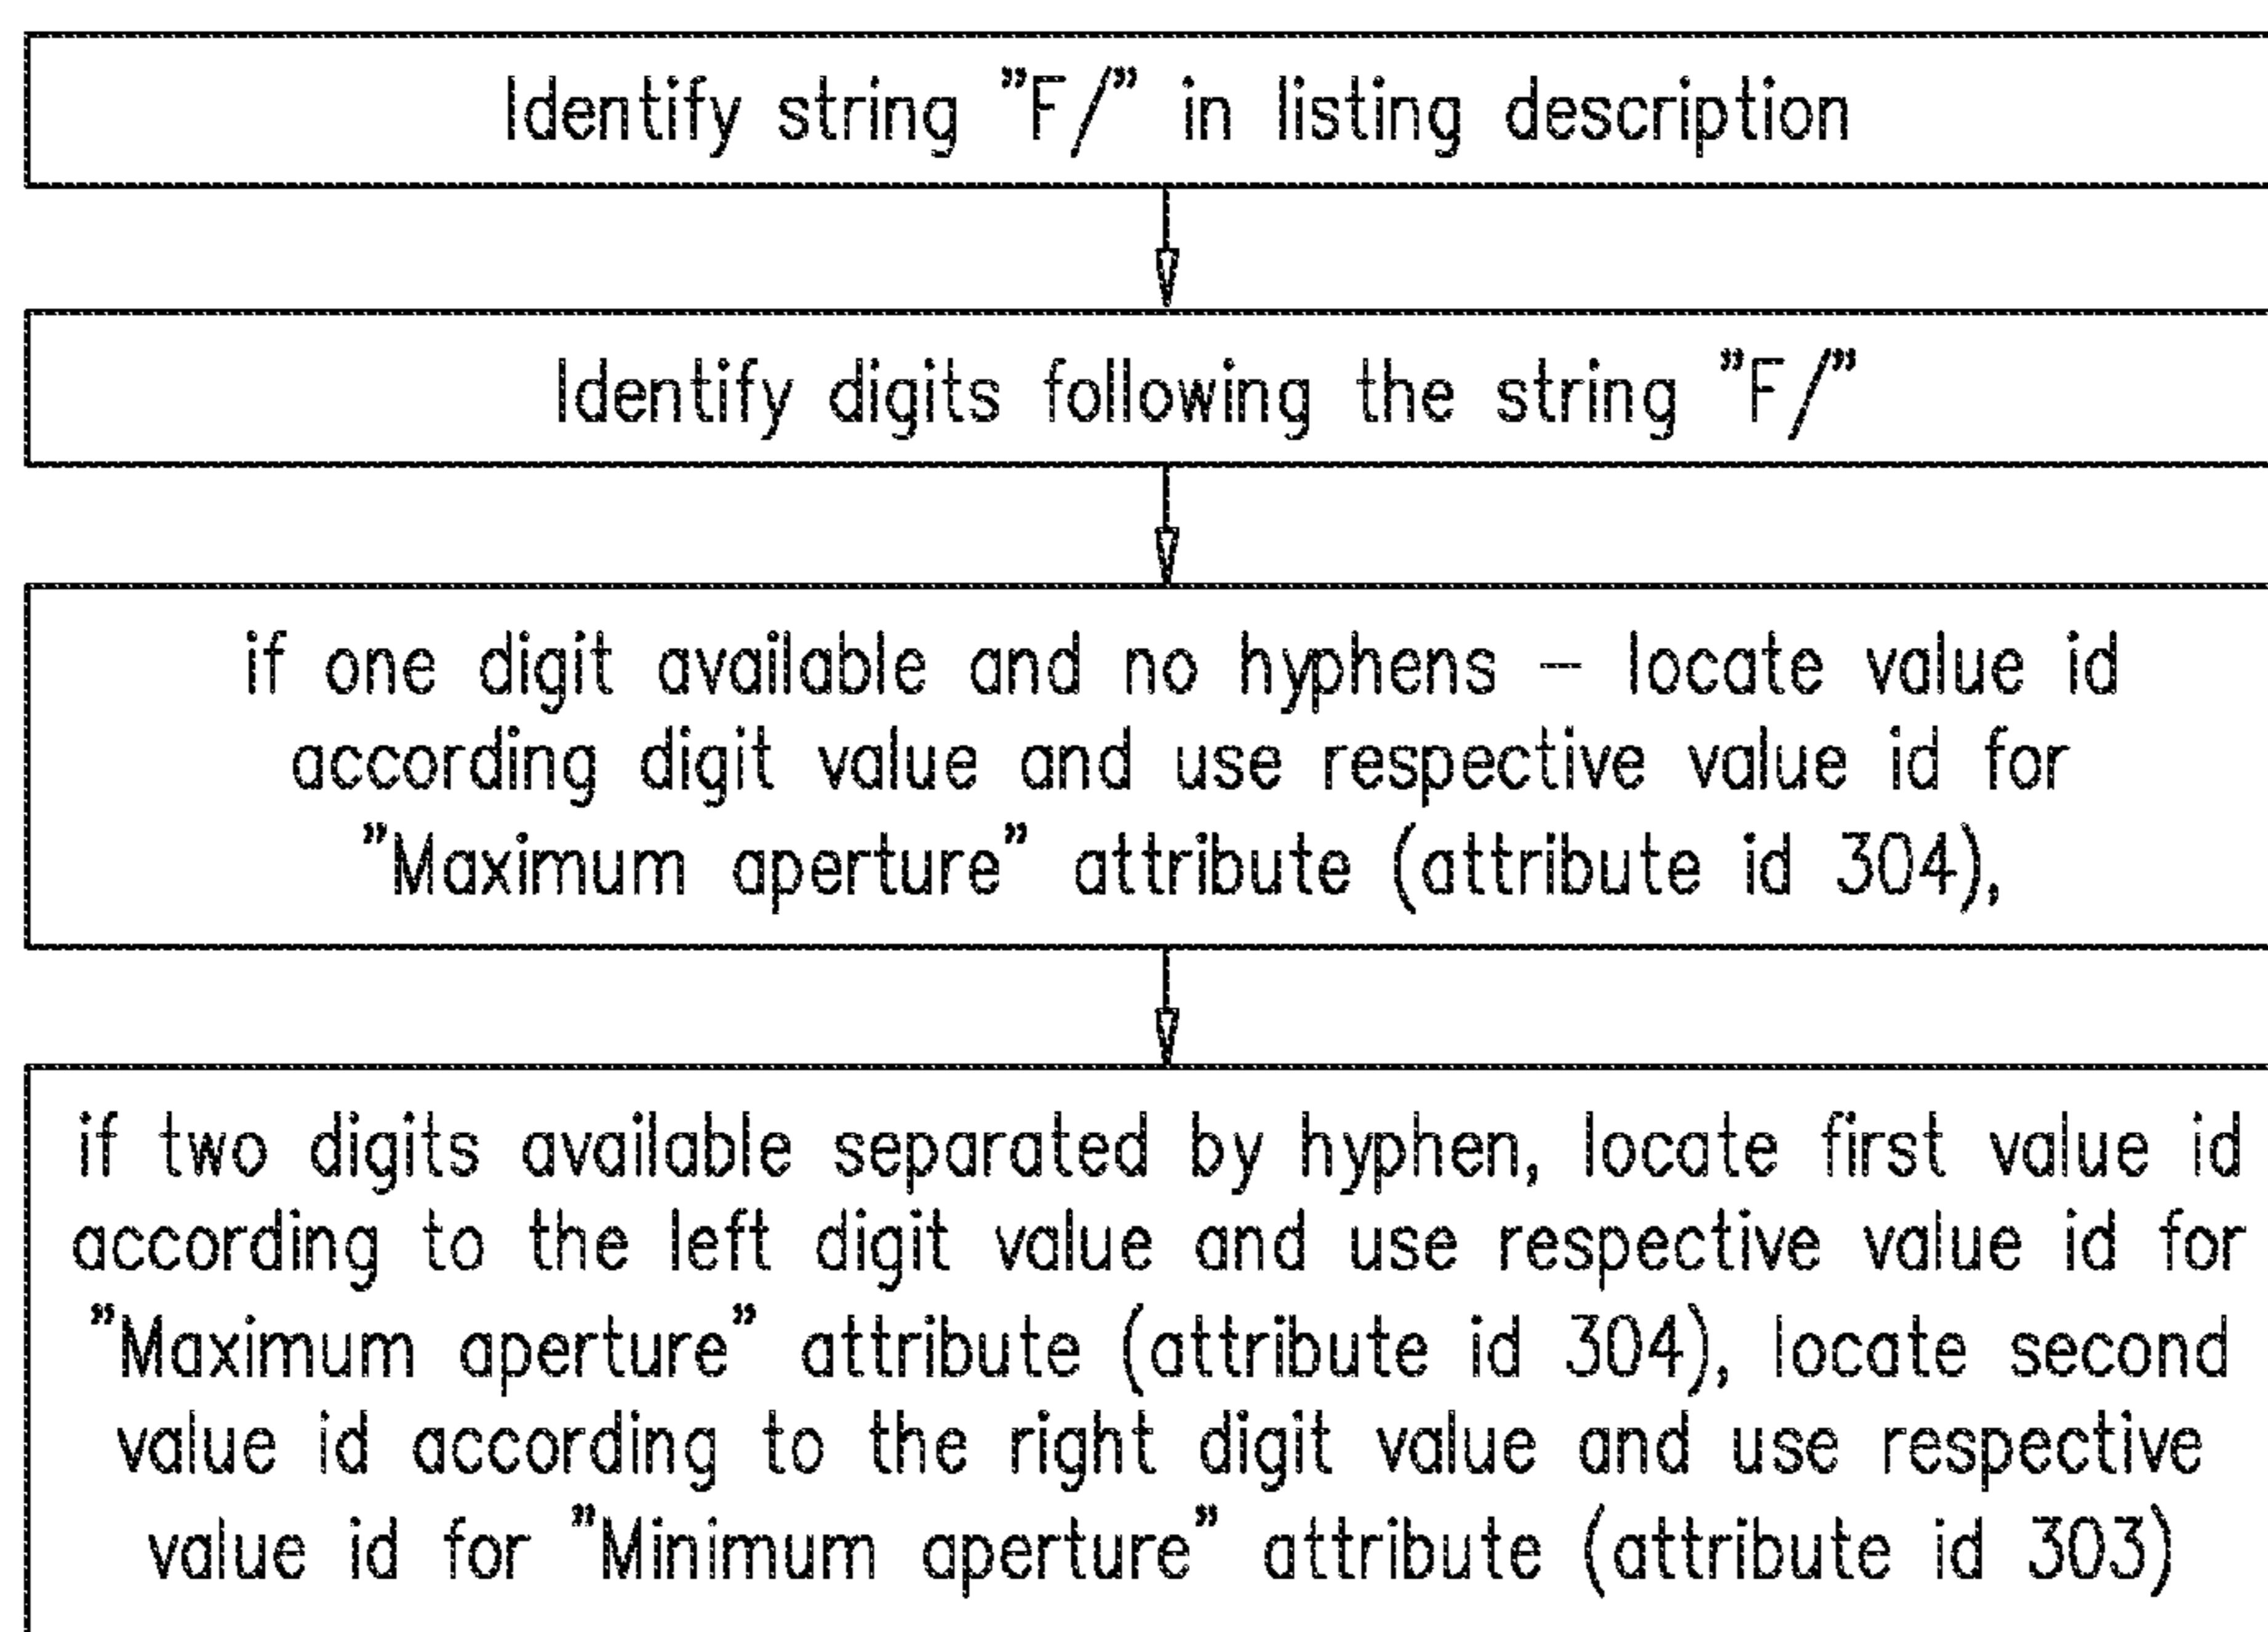 Identify string "F/" in listing description
Identify digits following the string "F/"
if one digit available and no hyphens – locate value id
according digit value and use respective value id for
"Maximum aperture" attribute (attribute id 304),
if two digits available separated by hyphen, locate first value id
according to the left digit value and use respective value id for
"Maximum aperture" attribute (attribute id 304), locate second
value id according to the right digit value and use respective
value id for "Minimum aperture" attribute (attribute id 303)